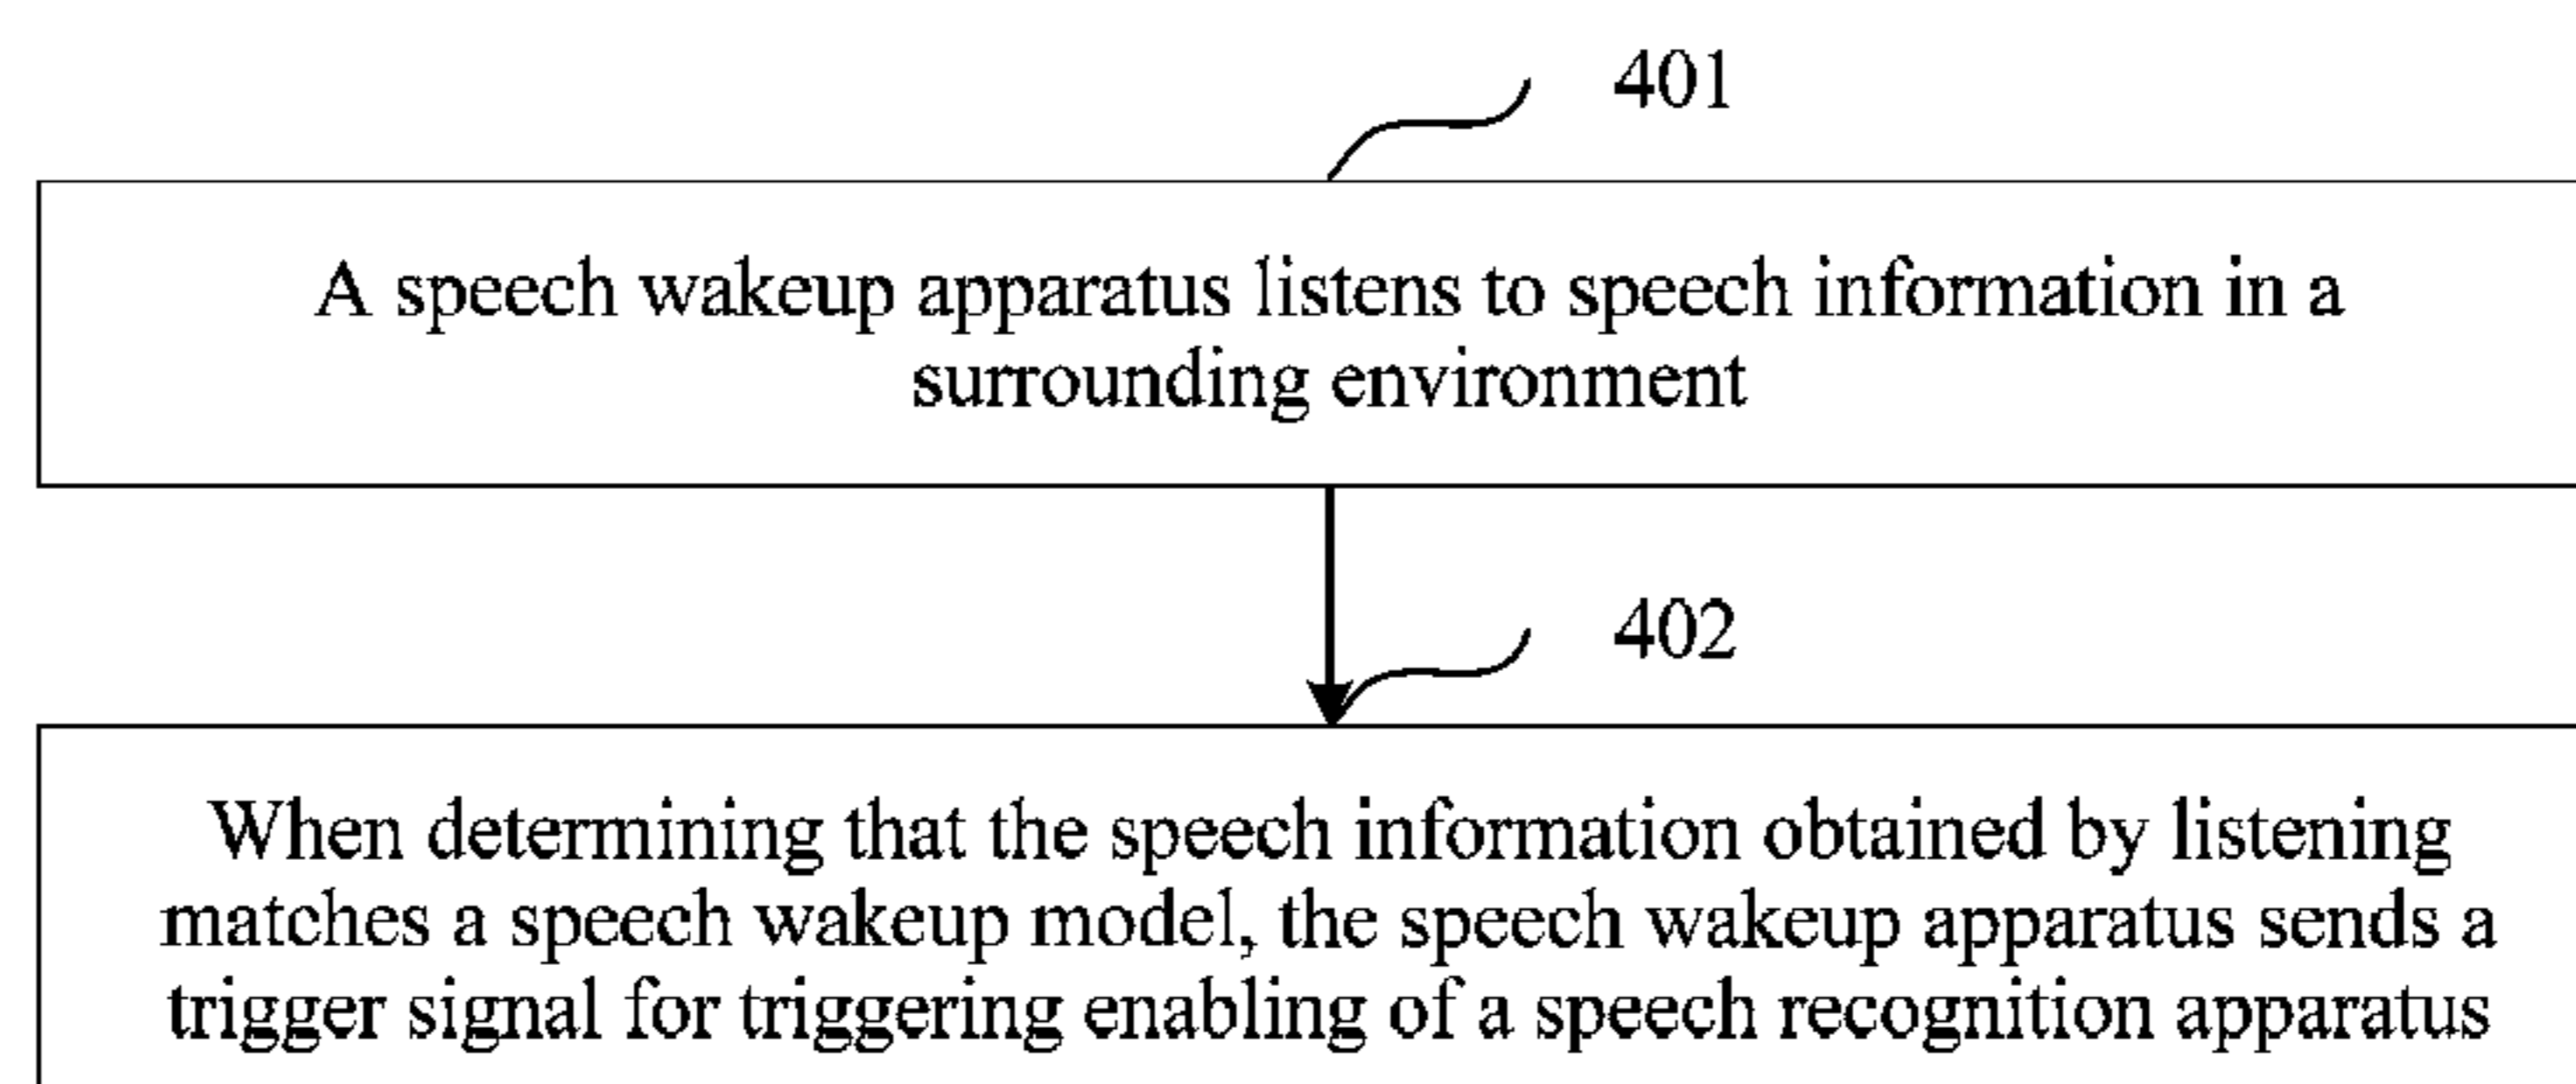 401
A speech wakeup apparatus listens to speech information in a
surrounding environment
402
When determining that the speech information obtained by listening
matches a speech wakeup model, the speech wakeup apparatus sends a
trigger signal for triggering enabling of a speech recognition apparatus